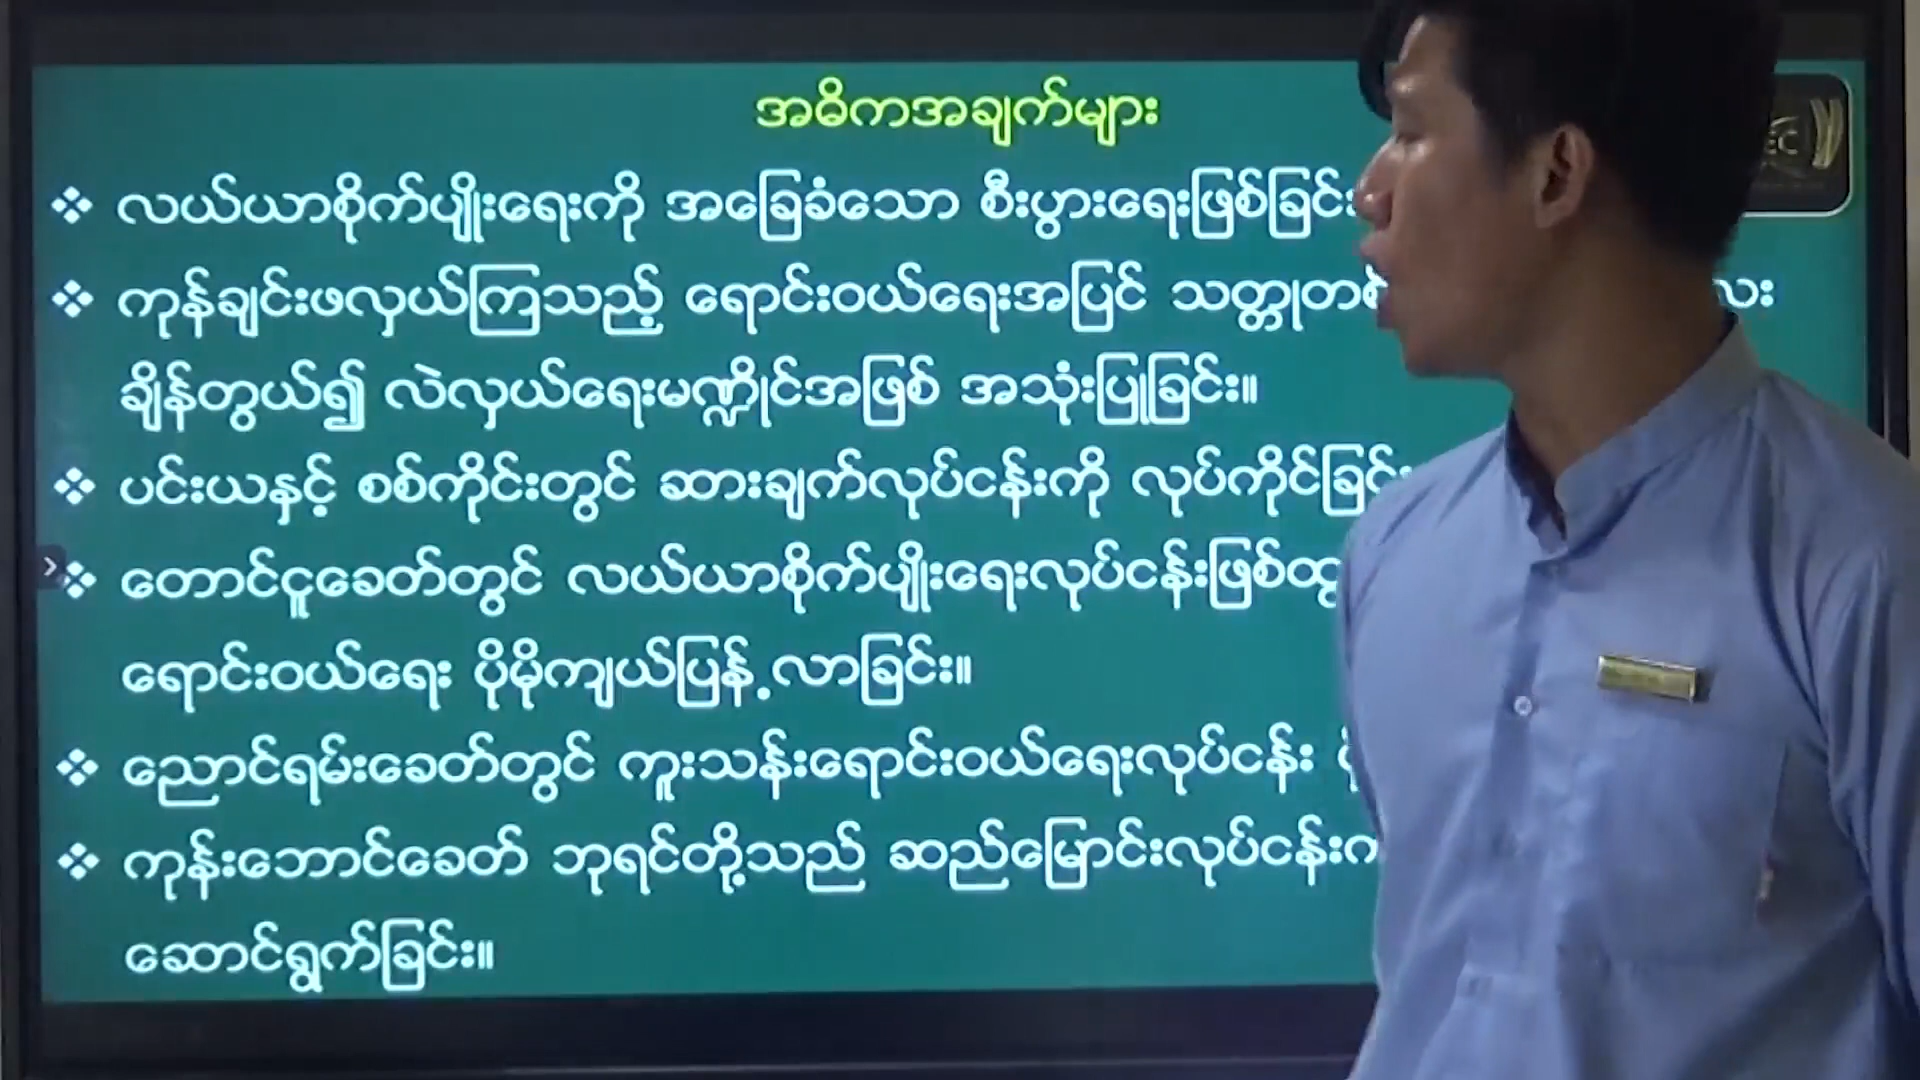 အဓိကအချက်များ
❖ လယ်ယာစိုက်ပျိုးရေးကို အခြေခံသော စီးပွားရေးဖြစ်ခြင်း
❖ ကုန်ချင်းဖလှယ်ကြသည့် ရောင်းဝယ်ရေးအပြင် သတ္တုတစ် လေး
ချိန်တွယ်၍ လဲလှယ်ရေးမဏ္ဍိုင်အဖြစ် အသုံးပြုခြင်း။
❖ ပင်းယနှင့် စစ်ကိုင်းတွင် ဆားချက်လုပ်ငန်းကို လုပ်ကိုင်ခြင်း
❖ တောင်ငူခေတ်တွင် လယ်ယာစိုက်ပျိုးရေးလုပ်ငန်းဖြစ်ထွ
ရောင်းဝယ်ရေး ပိုမိုကျယ်ပြန့်လာခြင်း။
❖ ညောင်ရမ်းခေတ်တွင် ကူးသန်းရောင်းဝယ်ရေးလုပ်ငန်း
❖ ကုန်းဘောင်ခေတ် ဘုရင်တို့သည် ဆည်မြောင်းလုပ်ငန်း
ဆောင်ရွက်ခြင်း။
EC